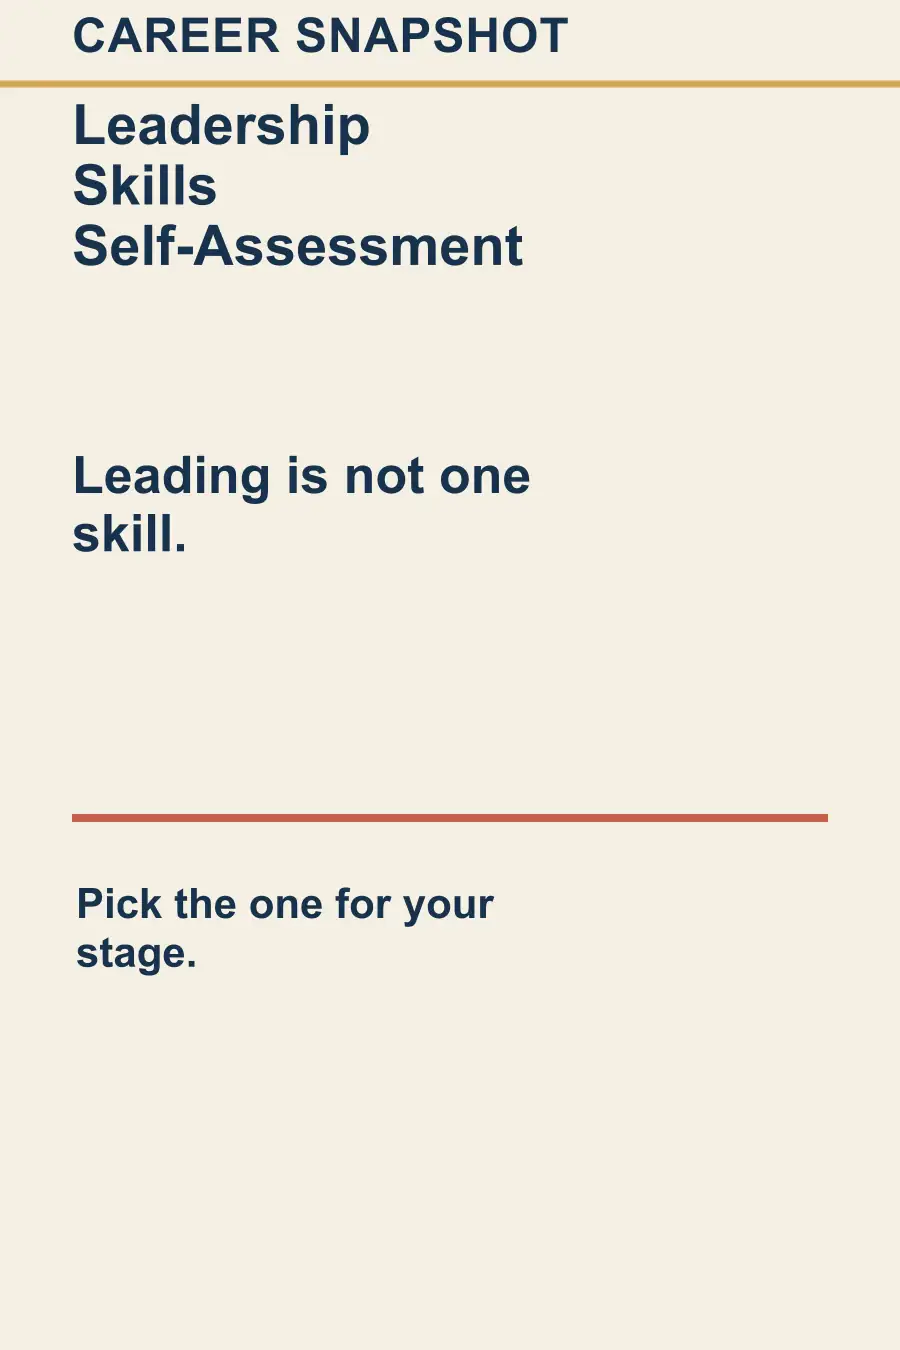 CAREER SNAPSHOT
Leadership
Skills
Self-Assessment
Leading is not one
skill.
Pick the one for your
stage.